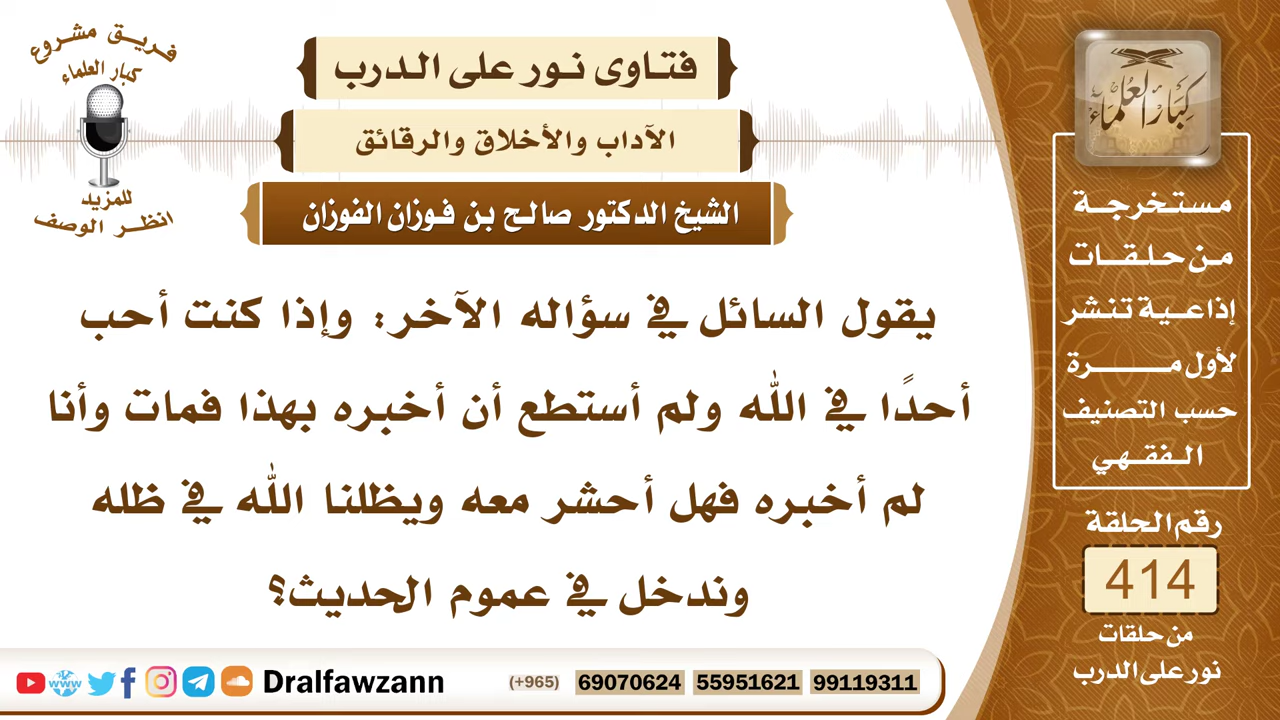 فريق مشروع
كبار العلماء
للمزيد
انظر الوصف
فتاوى نور على الدرب
الآداب والأخلاق والرقائق
الشيخ الدكتور صالح بن فوزان الفوزان
يقول السائل في سؤاله الآخر: وإذا كنت أحب
أحدًا في الله ولم أستطع أن أخبره بهذا فمات وأنا
لم أخبره فهل أحشر معه ويظلنا الله في ظله
وندخل في عموم الحديث؟
كبار العلماء
مستخرجة
من حلقات
إذاعية تنشر
لأول مرة
حسب التصنيف
الفقهي
رقم الحلقة
414
من حلقات
نور على الدرب
www Dralfawzann (+965) 69070624 55951621 99119311